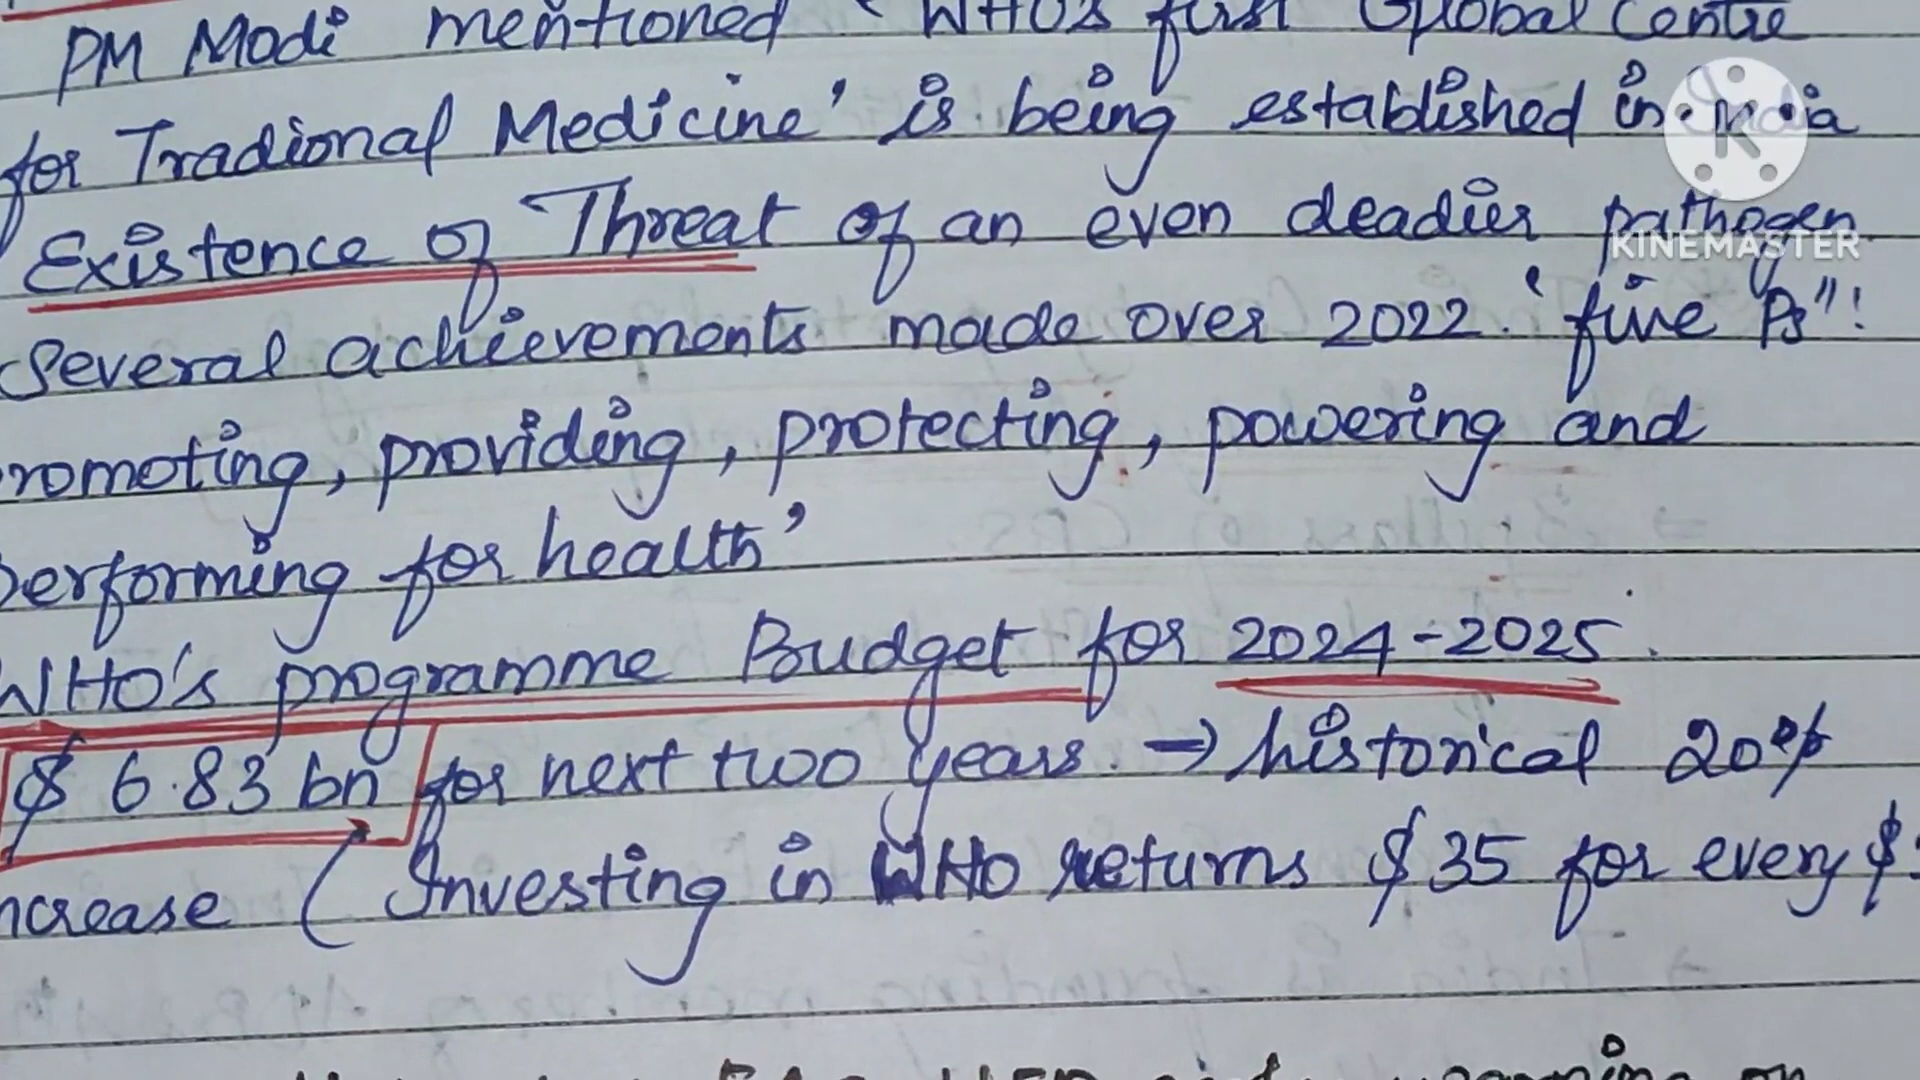 PM Modi mentioned 'WHO's first Global Centre
for Tradional Medicine' is being established in India
Existence of Threat of an even deadier pathogen
KINEMASTER
Several achievements made over 2022. 'five Ps"!
romoting, providing, protecting, powering and
performing for health'
WHO's programme Budget for 2024-2025.
$ 6.83 bn for next two years. → historical 20%
ncrease (Investing in WHO returns $35 for every $